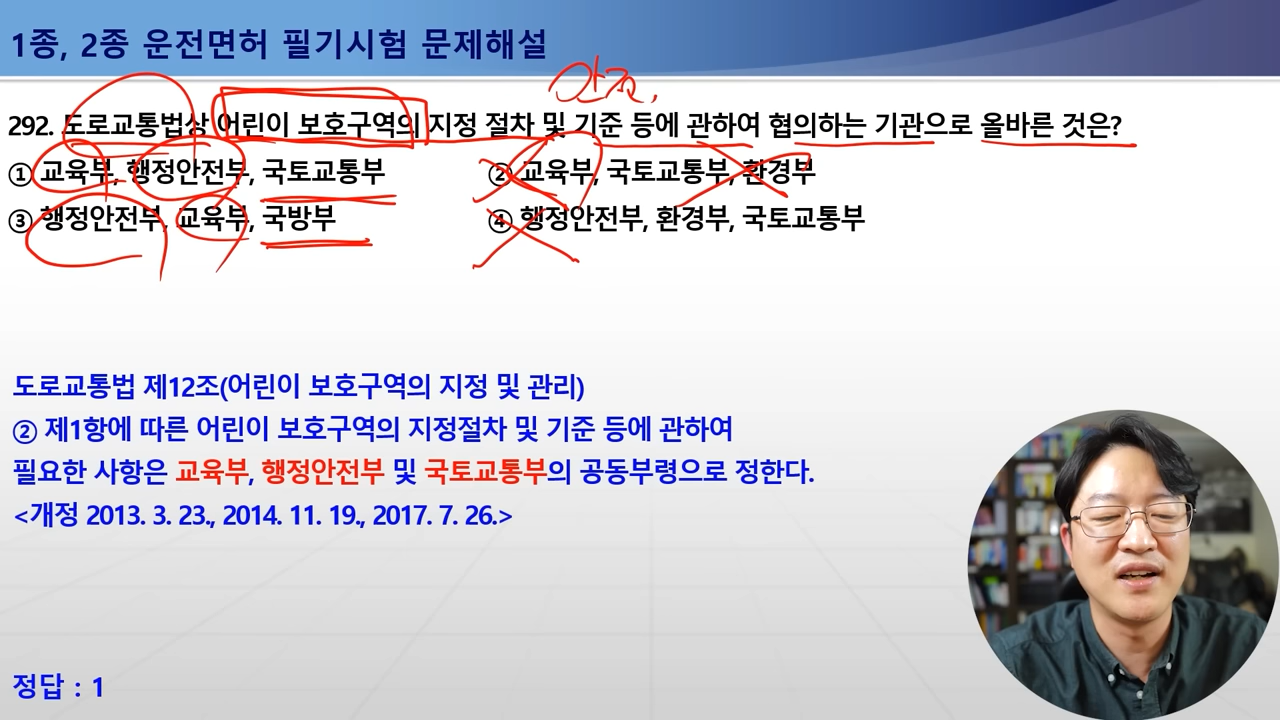 1종, 2종 운전면허 필기시험 문제해설
안전,
292. 도로교통법상 어린이 보호구역의 지정 절차 및 기준 등에 관하여 협의하는 기관으로 올바른 것은?
① 교육부, 행정안전부, 국토교통부
② 교육부, 국토교통부, 환경부
③ 행정안전부, 교육부, 국방부
④ 행정안전부, 환경부, 국토교통부
도로교통법 제12조(어린이 보호구역의 지정 및 관리)
② 제1항에 따른 어린이 보호구역의 지정절차 및 기준 등에 관하여
필요한 사항은 교육부, 행정안전부 및 국토교통부의 공동부령으로 정한다.
<개정 2013. 3. 23., 2014. 11. 19., 2017. 7. 26.>
정답 : 1